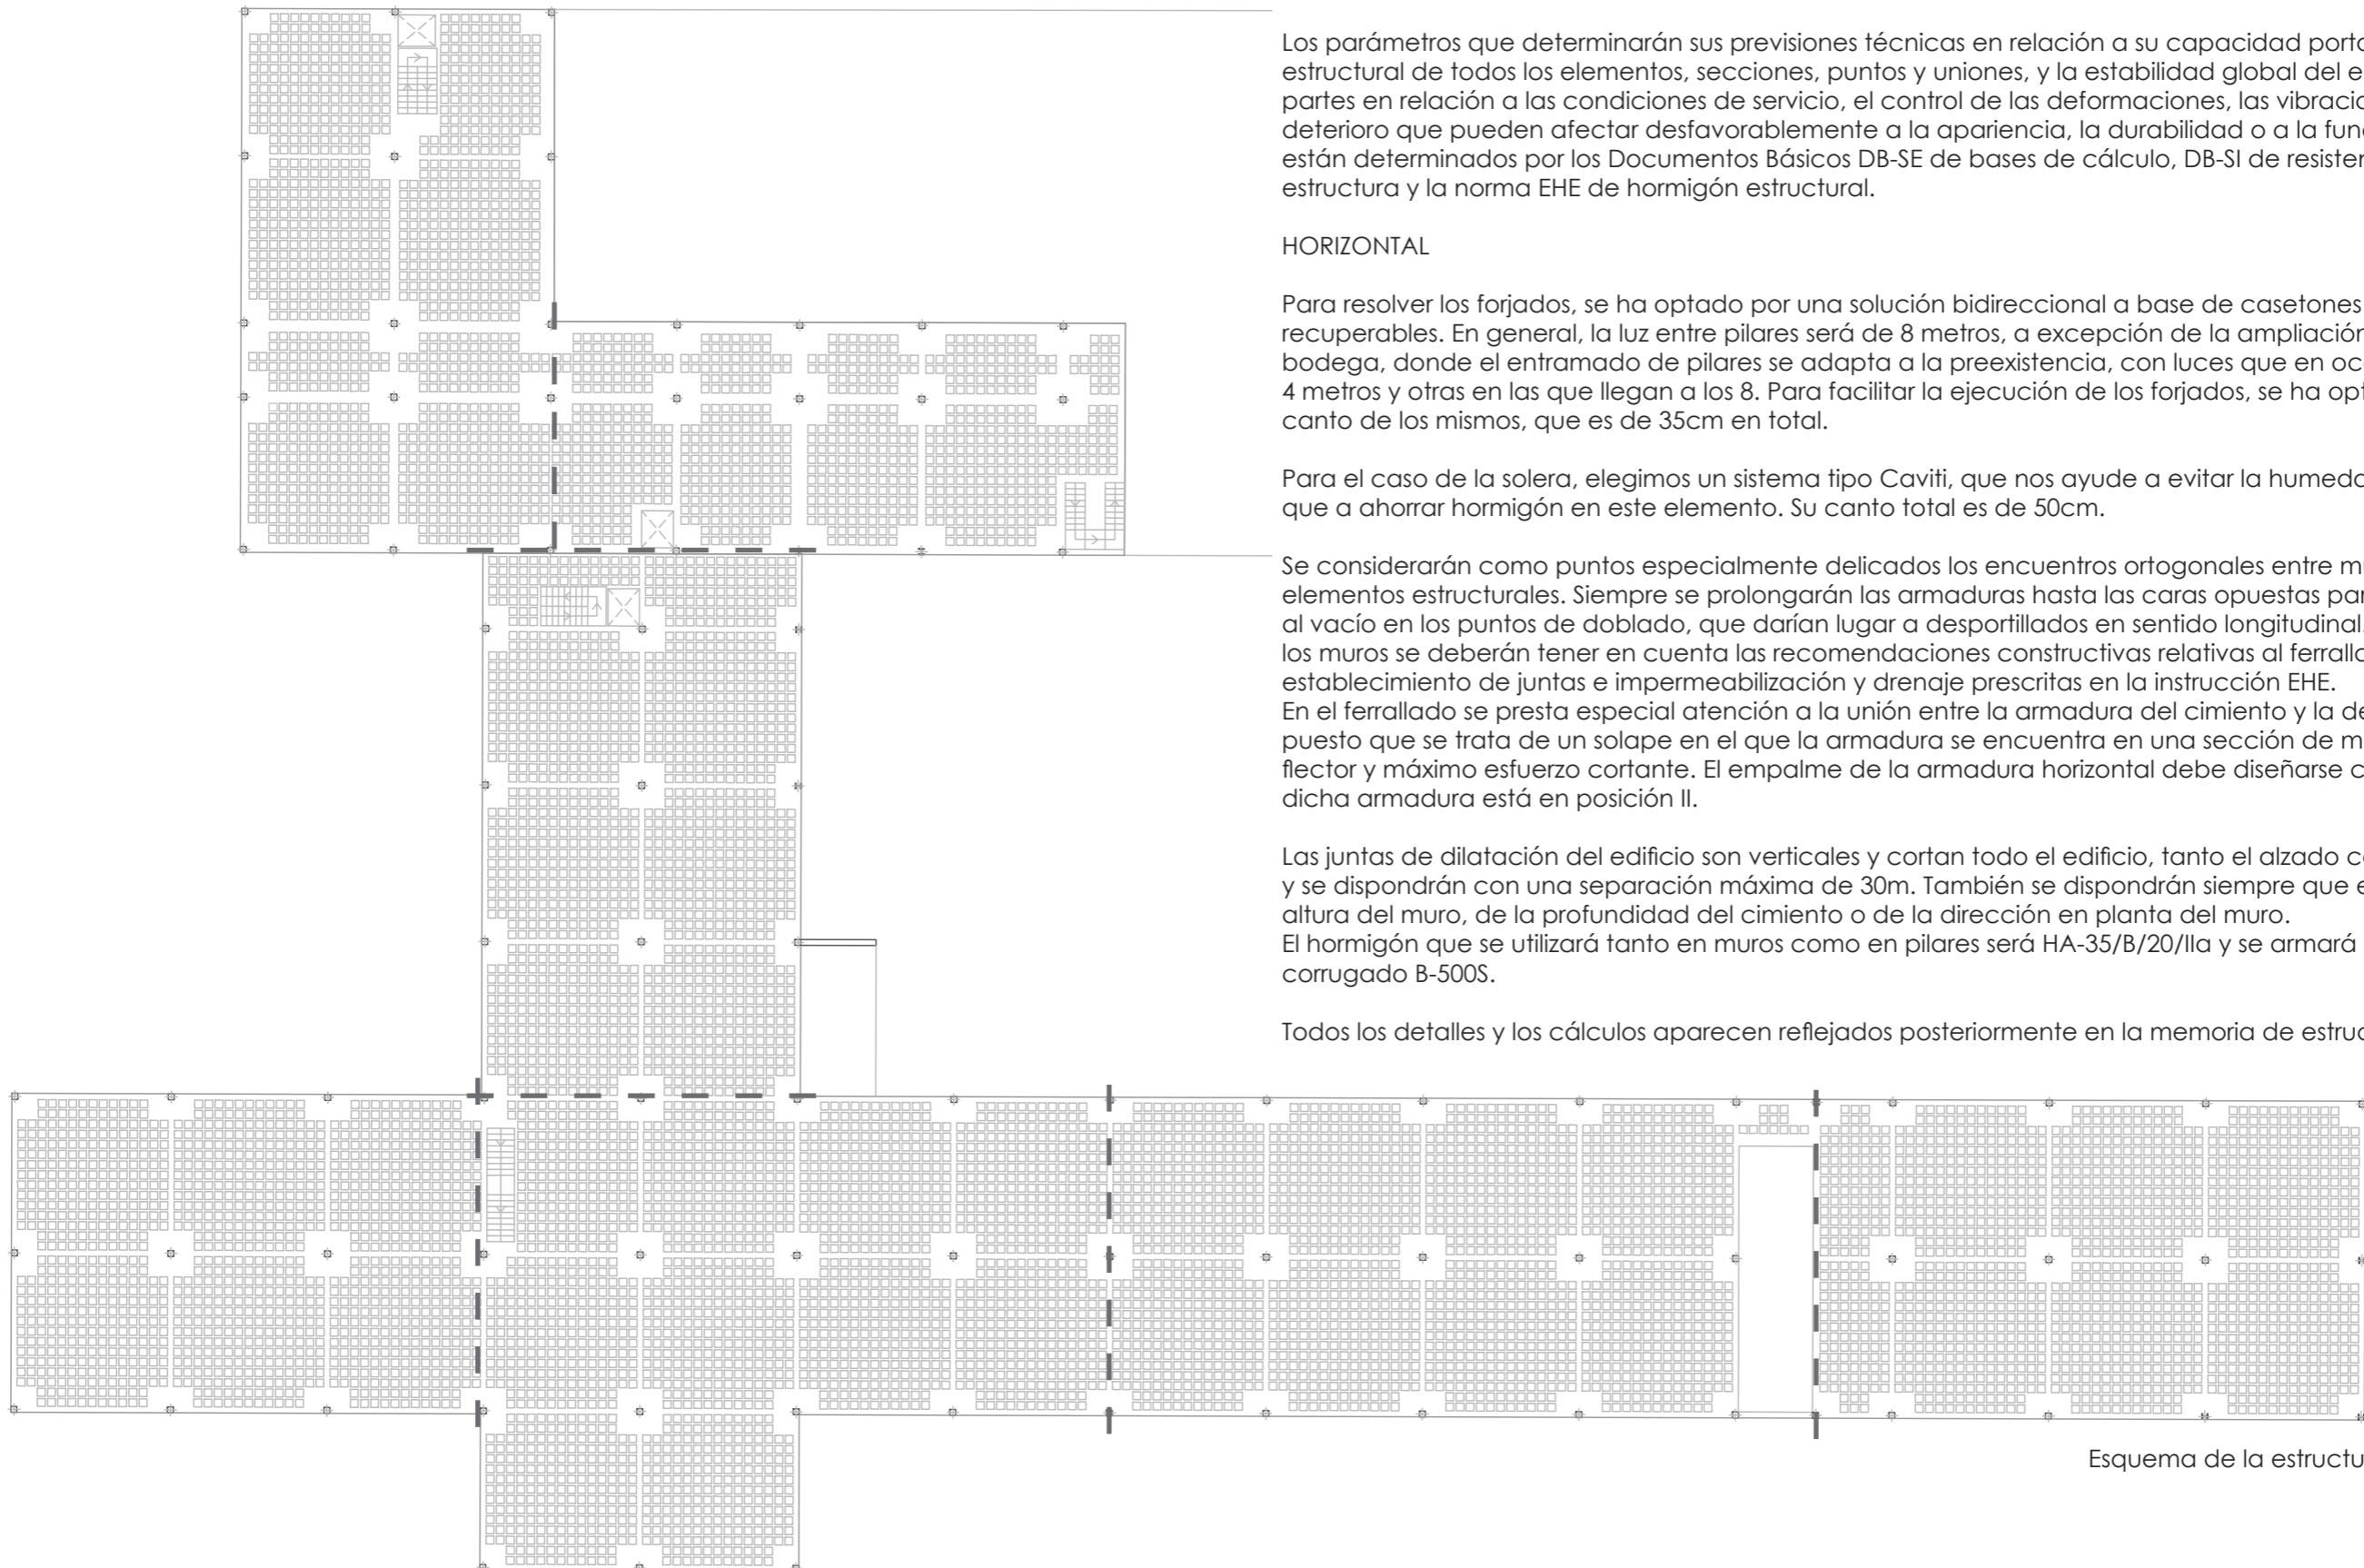 Los parámetros que determinarán sus previsiones técnicas en relación a su capacidad
estructural de todos los elementos, secciones, puntos y uniones, y la estabilidad global del
partes en relación a las condiciones de servicio, el control de las deformaciones, las
deterioro que pueden afectar desfavorablemente a la apariencia, la durabilidad o a la
están determinados por los Documentos Básicos DB-SE de bases de cálculo, DB-SI de
estructura y la norma EHE de hormigón estructural.
HORIZONTAL
Para resolver los forjados, se ha optado por una solución bidireccional a base de casetones
recuperables. En general, la luz entre pilares será de 8 metros, a excepción de la ampliación
bodega, donde el entramado de pilares se adapta a la preexistencia, con luces que en
4 metros y otras en las que llegan a los 8. Para facilitar la ejecución de los forjados, se ha
canto de los mismos, que es de 35cm en total.
Para el caso de la solera, elegimos un sistema tipo Caviti, que nos ayude a evitar la
que a ahorrar hormigón en este elemento. Su canto total es de 50cm.
Se considerarán como puntos especialmente delicados los encuentros ortogonales entre
elementos estructurales. Siempre se prolongarán las armaduras hasta las caras opuestas
al vacío en los puntos de doblado, que darían lugar a desportillados en sentido longitudinal.
los muros se deberán tener en cuenta las recomendaciones constructivas relativas al
establecimiento de juntas e impermeabilización y drenaje prescritas en la instrucción EHE.
En el ferrallado se presta especial atención a la unión entre la armadura del cimiento y la
puesto que se trata de un solape en el que la armadura se encuentra en una sección de
flector y máximo esfuerzo cortante. El empalme de la armadura horizontal debe diseñarse
dicha armadura está en posición II.
Las juntas de dilatación del edificio son verticales y cortan todo el edificio, tanto el alzado
y se dispondrán con una separación máxima de 30m. También se dispondrán siempre que
altura del muro, de la profundidad del cimiento o de la dirección en planta del muro.
El hormigón que se utilizará tanto en muros como en pilares será HA-35/B/20/IIa y se armará
corrugado B-500S.
Todos los detalles y los cálculos aparecen reflejados posteriormente en la memoria de
Esquema de la